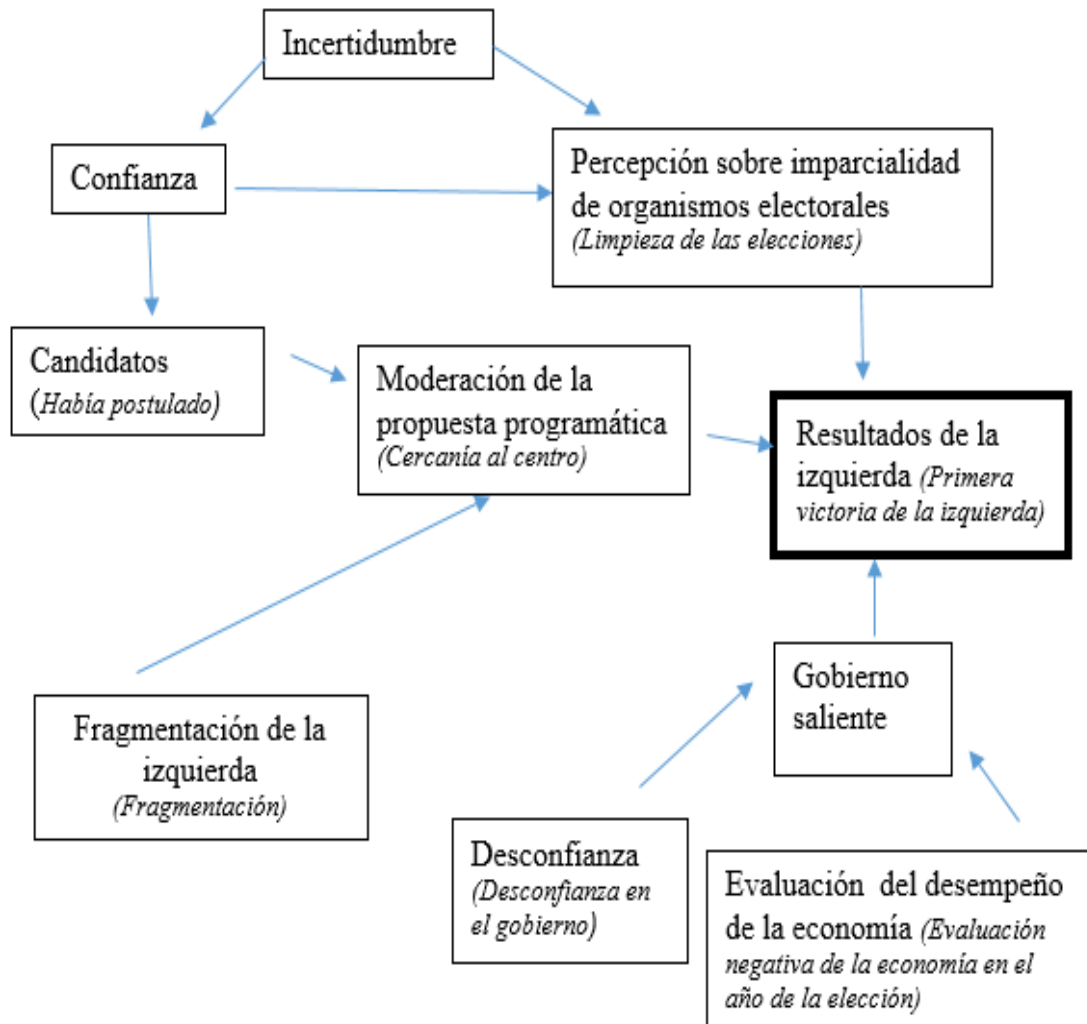 Incertidumbre
Confianza
Percepción sobre imparcialidad
de organismos electorales
(Limpieza de las elecciones)
Candidatos
(Había postulado)
Moderación de la
propuesta programática
(Cercanía al centro)
Resultados de la
izquierda (Primera
victoria de la izquierda)
Gobierno
saliente
Fragmentación de la
izquierda
(Fragmentación)
Desconfianza
(Desconfianza en
el gobierno)
Evaluación del desempeño
de la economía (Evaluación
negativa de la economía en el
año de la elección)